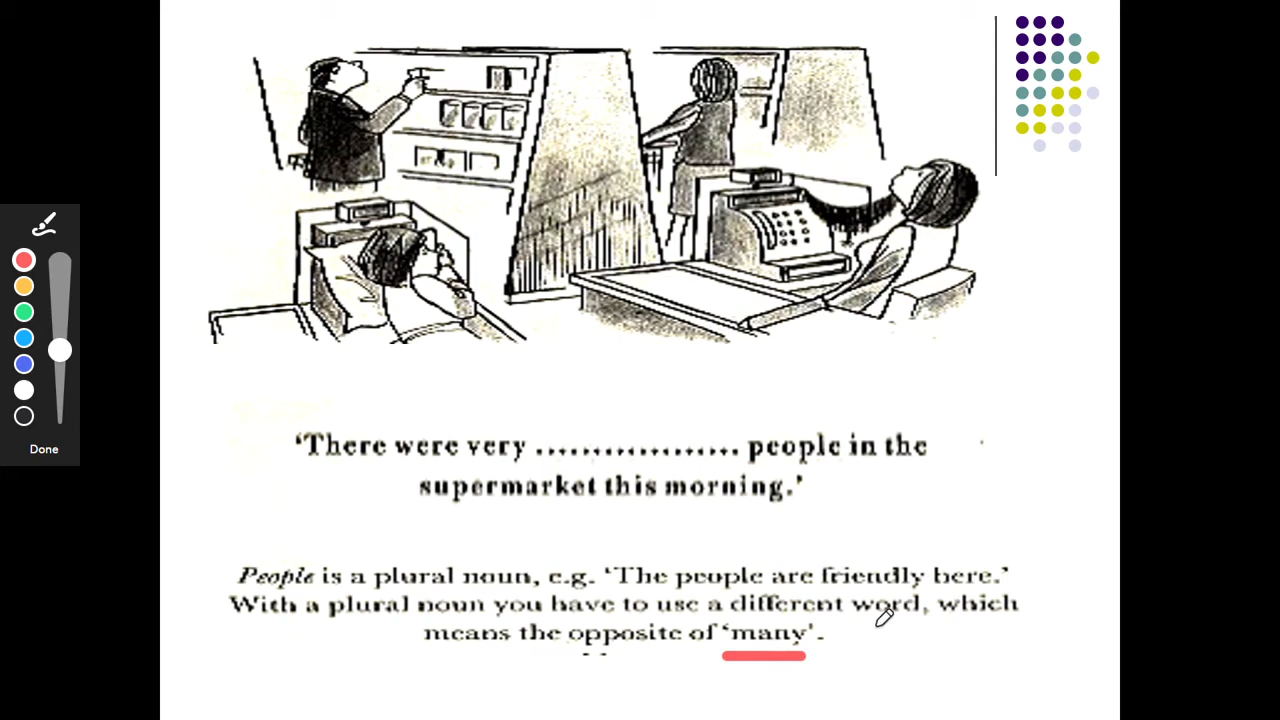 ‘There were very .................. people in the
supermarket this morning.’
People is a plural noun, e.g. ‘The people are friendly here.’
With a plural noun you have to use a different word, which
means the opposite of ‘many’.
Done